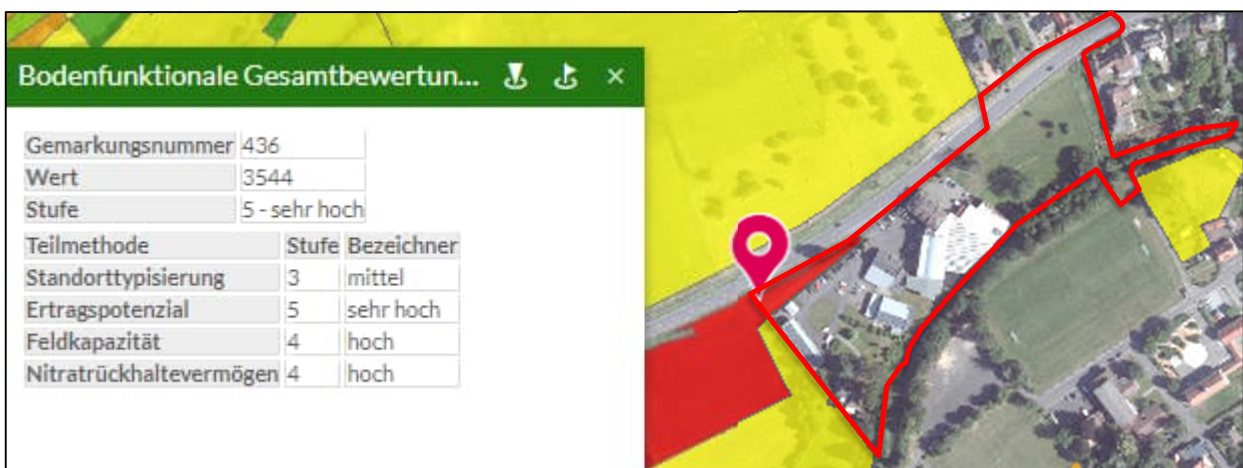 Bodenfunktionale Gesamtbewertun... ×
Gemarkungsnummer 436
Wert 3544
Stufe 5 - sehr hoch
Teilmethode Stufe Bezeichner
Standorttypisierung 3 mittel
Ertragspotenzial 5 sehr hoch
Feldkapazität 4 hoch
Nitratrückhaltevermögen 4 hoch